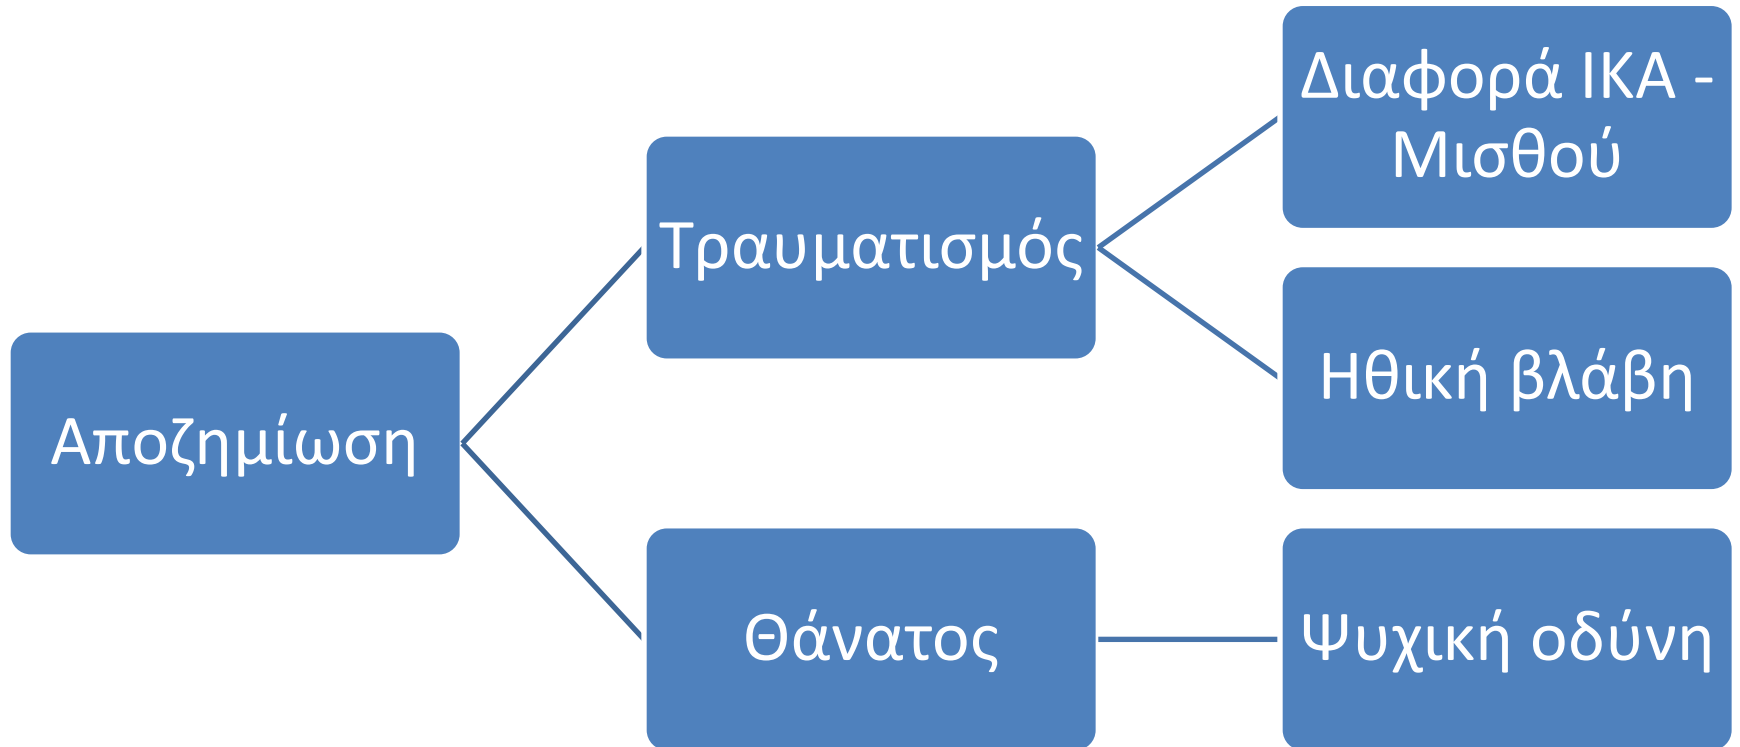 Αποζημίωση
Τραυματισμός
Διαφορά ΙΚΑ -
Μισθού
Ηθική βλάβη
Θάνατος
Ψυχική οδύνη